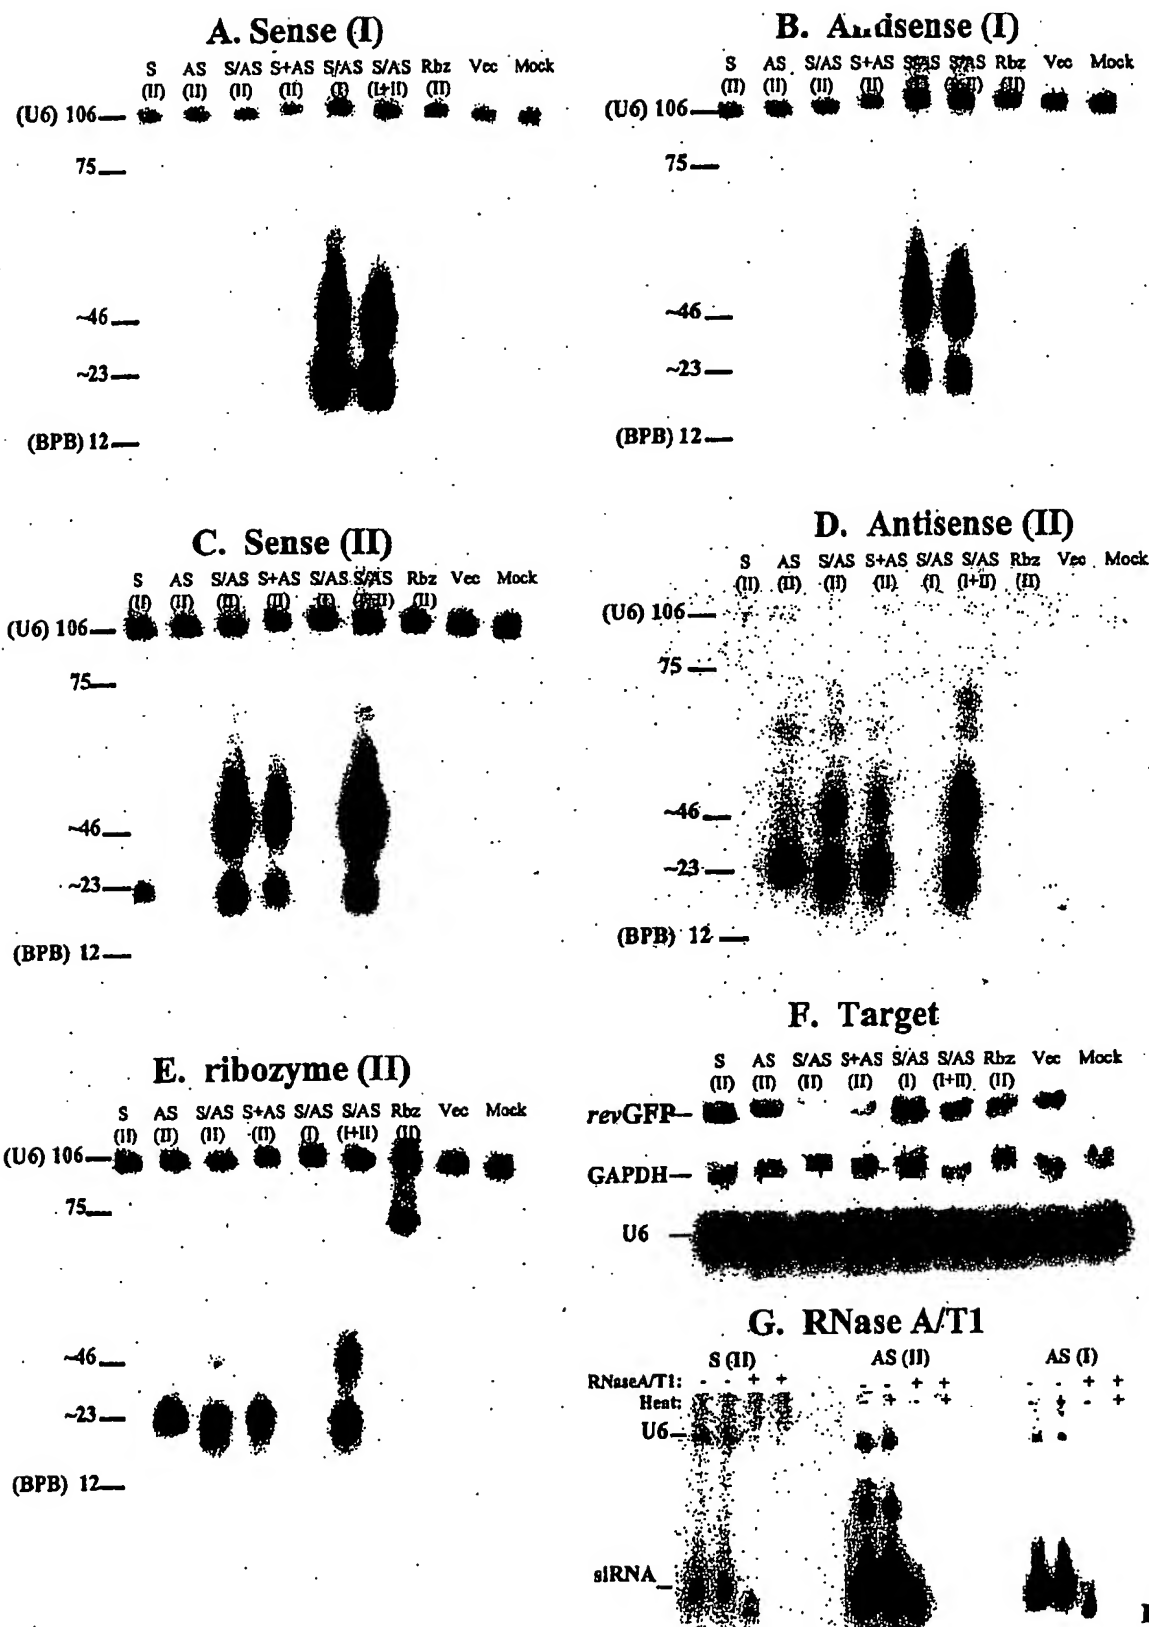 A. Sense (I)
S AS S/AS S+AS S/AS S/AS Rbz Vec Mock
(II) (II) (II) (II) (I) (I+II) (II)
(U6) 106
75
~46
~23
(BPB) 12
B. Antisense (I)
S AS S/AS S+AS S/AS S/AS Rbz Vec Mock
(II) (II) (II) (II) (II)
(U6) 106
75
~46
~23
(BPB) 12
C. Sense (II)
S AS S/AS S+AS S/AS S/AS Rbz Vec Mock
(II) (II) (II) (II) (I) (I+II) (II)
(U6) 106
75
~46
~23
(BPB) 12
D. Antisense (II)
S AS S/AS S+AS S/AS S/AS Rbz Vec Mock
(II) (II) (II) (II) (I) (I+II) (II)
(U6) 106
75
~46
~23
(BPB) 12
E. ribozyme (II)
S AS S/AS S+AS S/AS S/AS Rbz Vec Mock
(II) (II) (II) (II) (I) (I+II) (II)
(U6) 106
75
~46
~23
(BPB) 12
F. Target
S AS S/AS S+AS S/AS S/AS Rbz Vec Mock
(II) (II) (II) (II) (I) (I+II) (II)
revGFP
GAPDH
U6
G. RNase A/T1
S (II) AS (II) AS (I)
RNaseA/T1: - - + + - - + + - - + +
Heat: - + - + - + - +
U6
siRNA